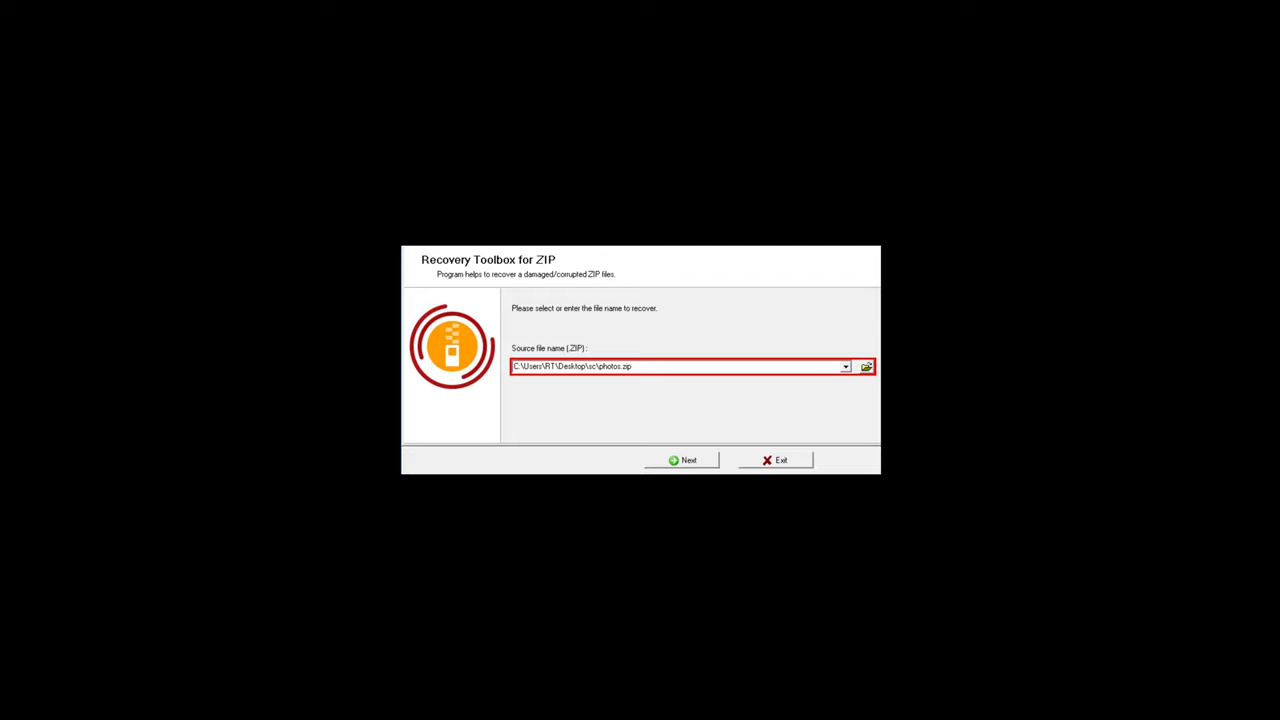 Recovery Toolbox for ZIP
Program helps to recover a damaged/corrupted ZIP files.
Please select or enter the file name to recover.
Source file name (.ZIP) :
C:\Users\RT\Desktop\sc\photos.zip
Next
Exit